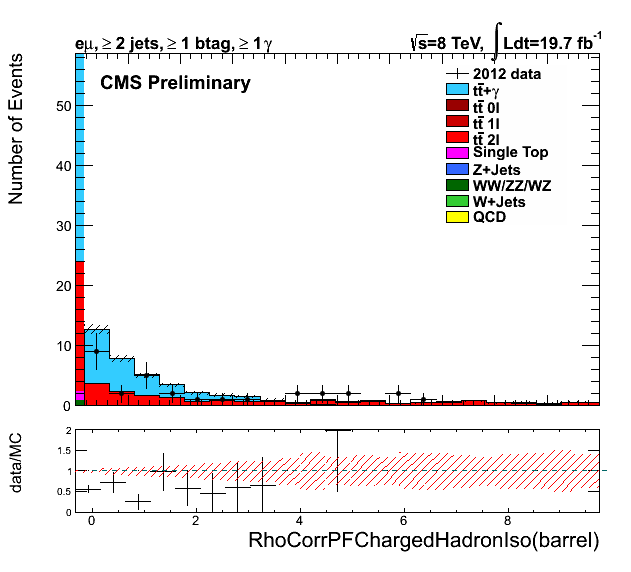 eμ, ≥ 2 jets, ≥ 1 btag, ≥ 1 γ
√s=8 TeV, ∫ Ldt=19.7 fb⁻¹
CMS Preliminary
2012 data
tt̄+γ
tt̄ 0l
tt̄ 1l
tt̄ 2l
Single Top
Z+Jets
WW/ZZ/WZ
W+Jets
QCD
Number of Events
50
40
30
20
10
0
data/MC
2
1.5
1
0.5
0
0 2 4 6 8
RhoCorrPFChargedHadronIso(barrel)